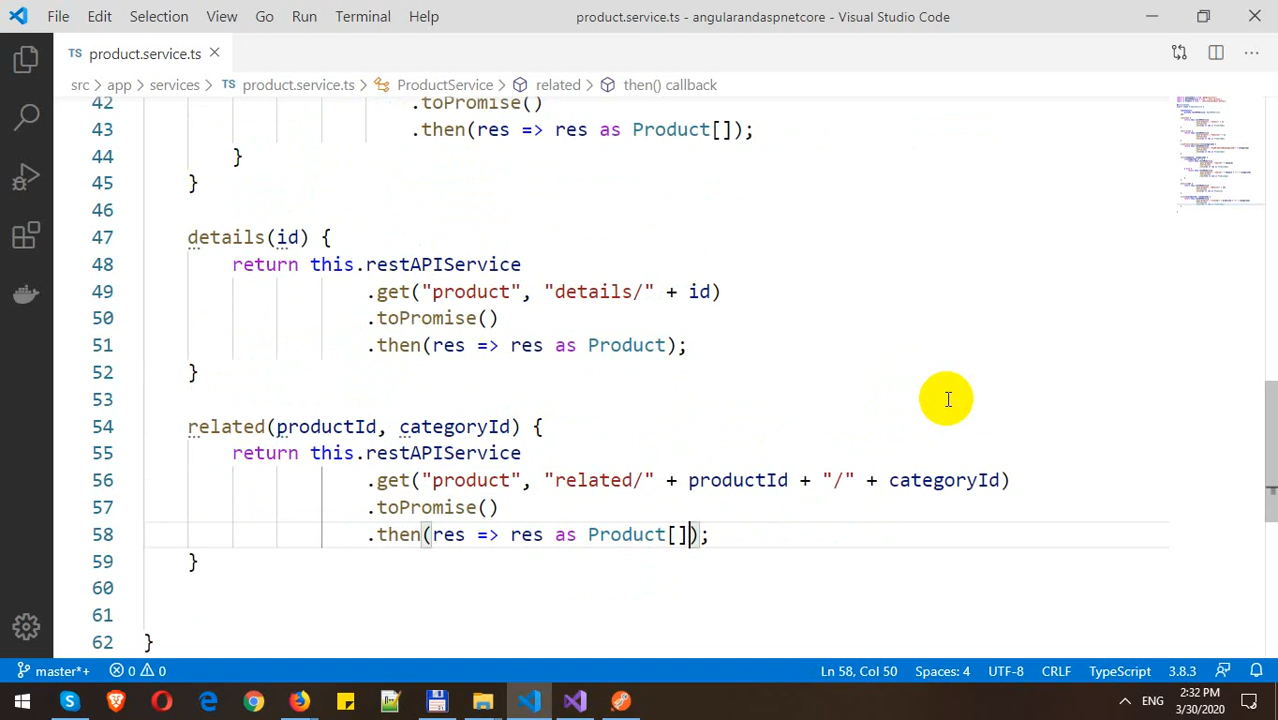 File Edit Selection View Go Run Terminal Help product.service.ts - angularandaspnetcore - Visual Studio Code
TS product.service.ts
src > app > services > TS product.service.ts > ProductService > related > then() callback
42 .toPromise()
43 .then(res => res as Product[]);
44 }
45 }
46
47 details(id) {
48 return this.restAPIService
49 .get("product", "details/" + id)
50 .toPromise()
51 .then(res => res as Product);
52 }
53
54 related(productId, categoryId) {
55 return this.restAPIService
56 .get("product", "related/" + productId + "/" + categoryId)
57 .toPromise()
58 .then(res => res as Product[]);
59 }
60
61
62 }
master*+ 0 0 Ln 58, Col 50 Spaces: 4 UTF-8 CRLF TypeScript 3.8.3
ENG 2:32 PM
3/30/2020